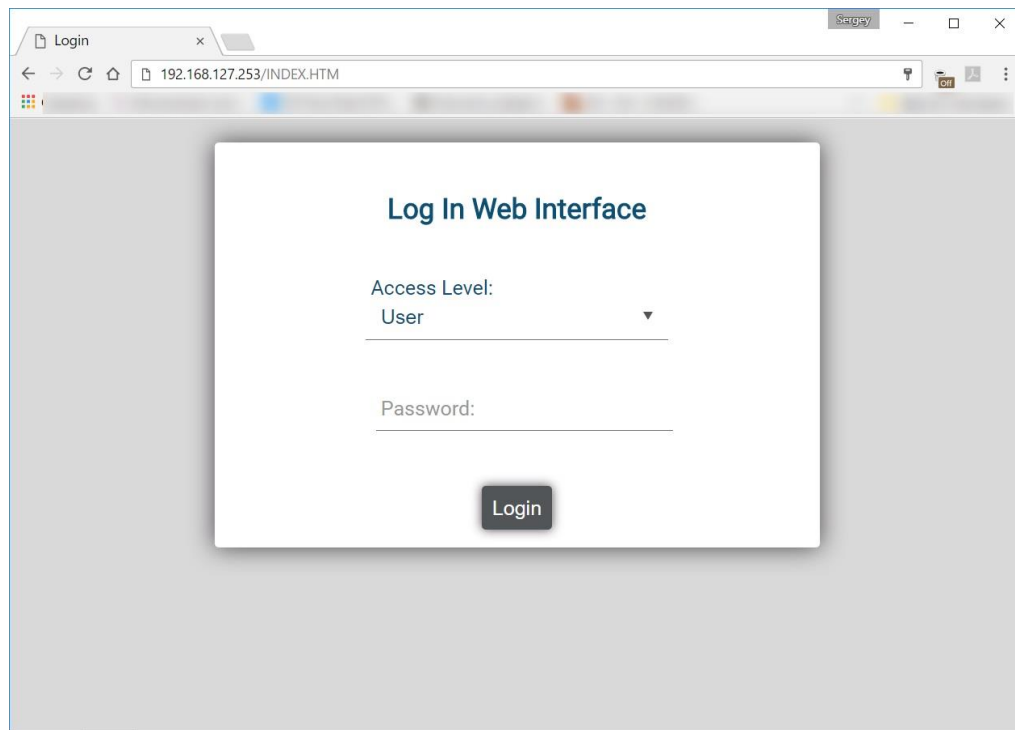 Sergey
Login
192.168.127.253/INDEX.HTM
Off
Log In Web Interface
Access Level:
User
Password:
Login